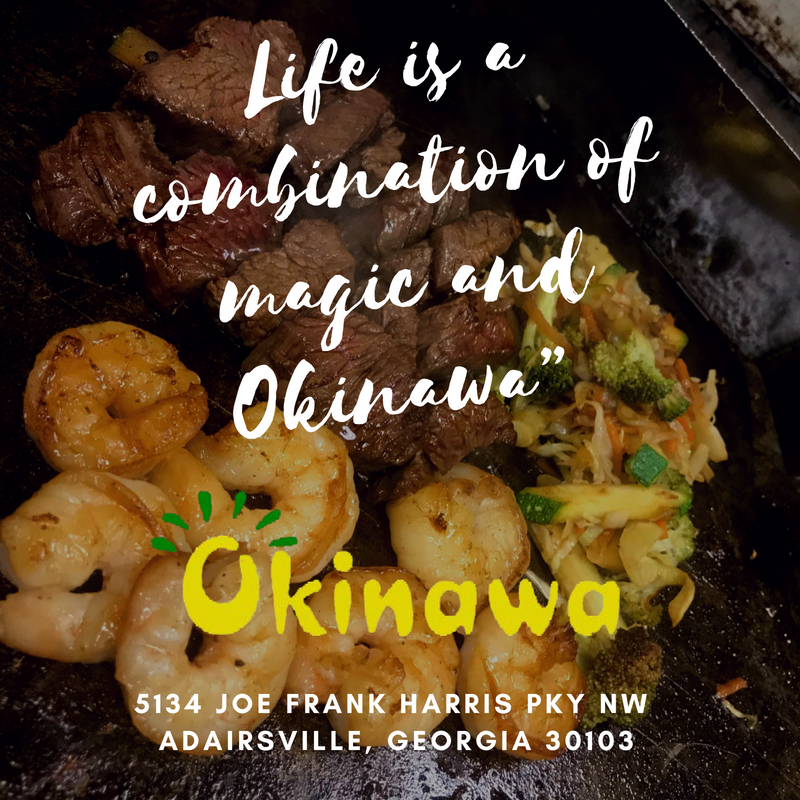 Life is a
combination of
magic and
Okinawa”
Okinawa
5134 JOE FRANK HARRIS PKY NW
ADAIRSVILLE, GEORGIA 30103